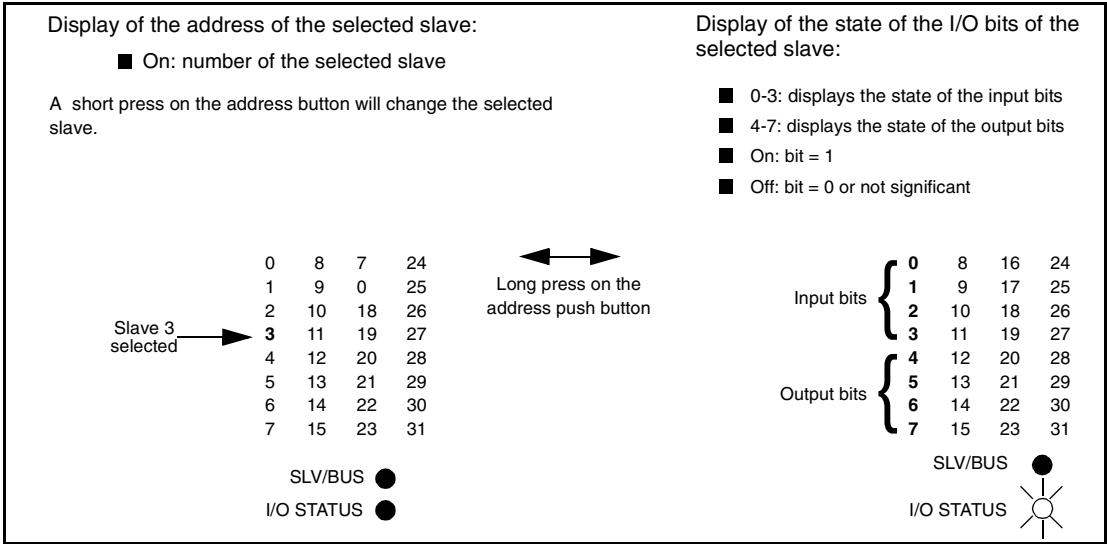 Display of the address of the selected slave:
■ On: number of the selected slave
A short press on the address button will change the selected
slave.
Display of the state of the I/O bits of the
selected slave:
■ 0-3: displays the state of the input bits
■ 4-7: displays the state of the output bits
■ On: bit = 1
■ Off: bit = 0 or not significant
Slave 3
selected
0 8 7 24
1 9 0 25
2 10 18 26
3 11 19 27
4 12 20 28
5 13 21 29
6 14 22 30
7 15 23 31
SLV/BUS
I/O STATUS
Long press on the
address push button
Input bits
Output bits
0 8 16 24
1 9 17 25
2 10 18 26
3 11 19 27
4 12 20 28
5 13 21 29
6 14 22 30
7 15 23 31
SLV/BUS
I/O STATUS